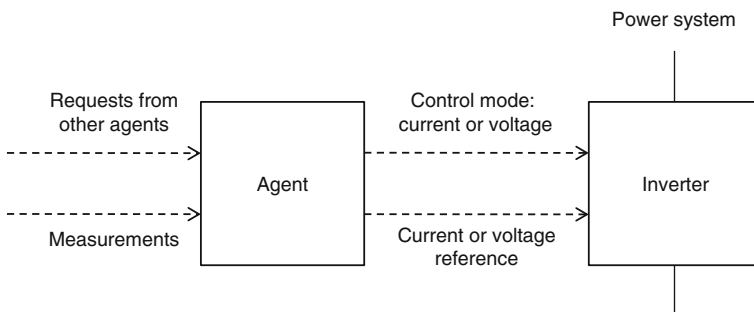 Power system
Requests from
other agents
Control mode:
current or voltage
Agent
Inverter
Measurements
Current or voltage
reference